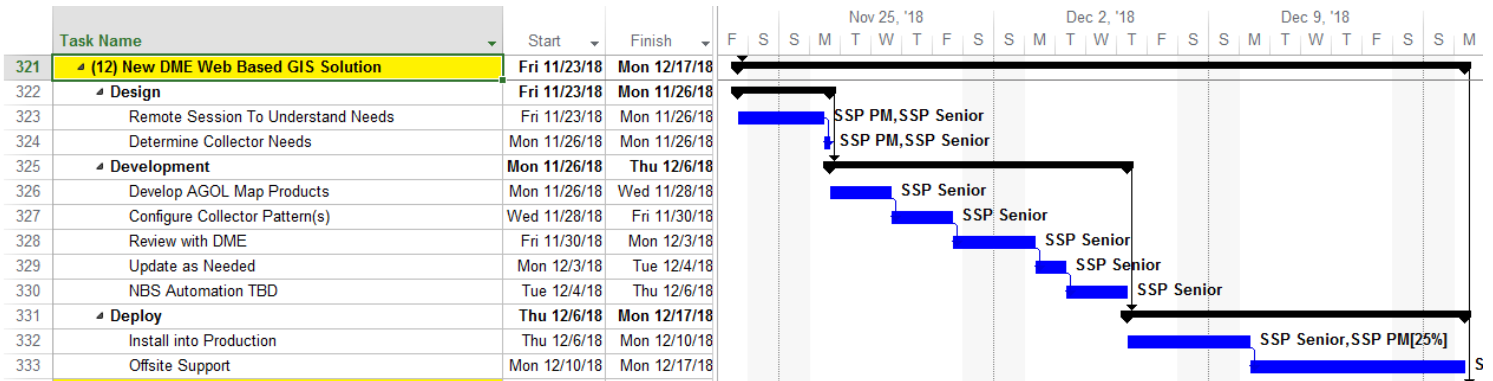 Nov 25, '18 Dec 2, '18 Dec 9, '18
Task Name Start Finish F S S M T W T F S S M T W T F S S M T W T F S S M
321 (12) New DME Web Based GIS Solution Fri 11/23/18 Mon 12/17/18
322 Design Fri 11/23/18 Mon 11/26/18
323 Remote Session To Understand Needs Fri 11/23/18 Mon 11/26/18 SSP PM,SSP Senior
324 Determine Collector Needs Mon 11/26/18 Mon 11/26/18 SSP PM,SSP Senior
325 Development Mon 11/26/18 Thu 12/6/18
326 Develop AGOL Map Products Mon 11/26/18 Wed 11/28/18 SSP Senior
327 Configure Collector Pattern(s) Wed 11/28/18 Fri 11/30/18 SSP Senior
328 Review with DME Fri 11/30/18 Mon 12/3/18 SSP Senior
329 Update as Needed Mon 12/3/18 Tue 12/4/18 SSP Senior
330 NBS Automation TBD Tue 12/4/18 Thu 12/6/18 SSP Senior
331 Deploy Thu 12/6/18 Mon 12/17/18
332 Install into Production Thu 12/6/18 Mon 12/10/18 SSP Senior,SSP PM[25%]
333 Offsite Support Mon 12/10/18 Mon 12/17/18 S